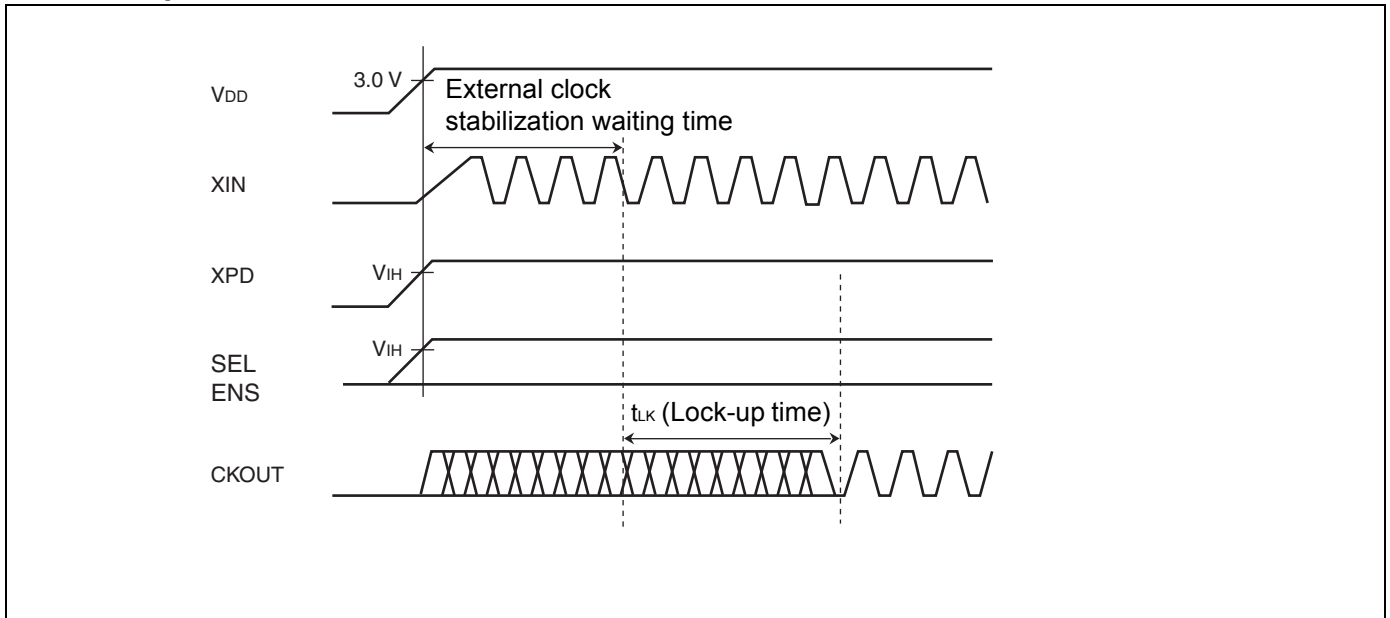 VDD
3.0 V
External clock
stabilization waiting time
XIN
XPD
VIH
SEL
ENS
VIH
tLK (Lock-up time)
CKOUT